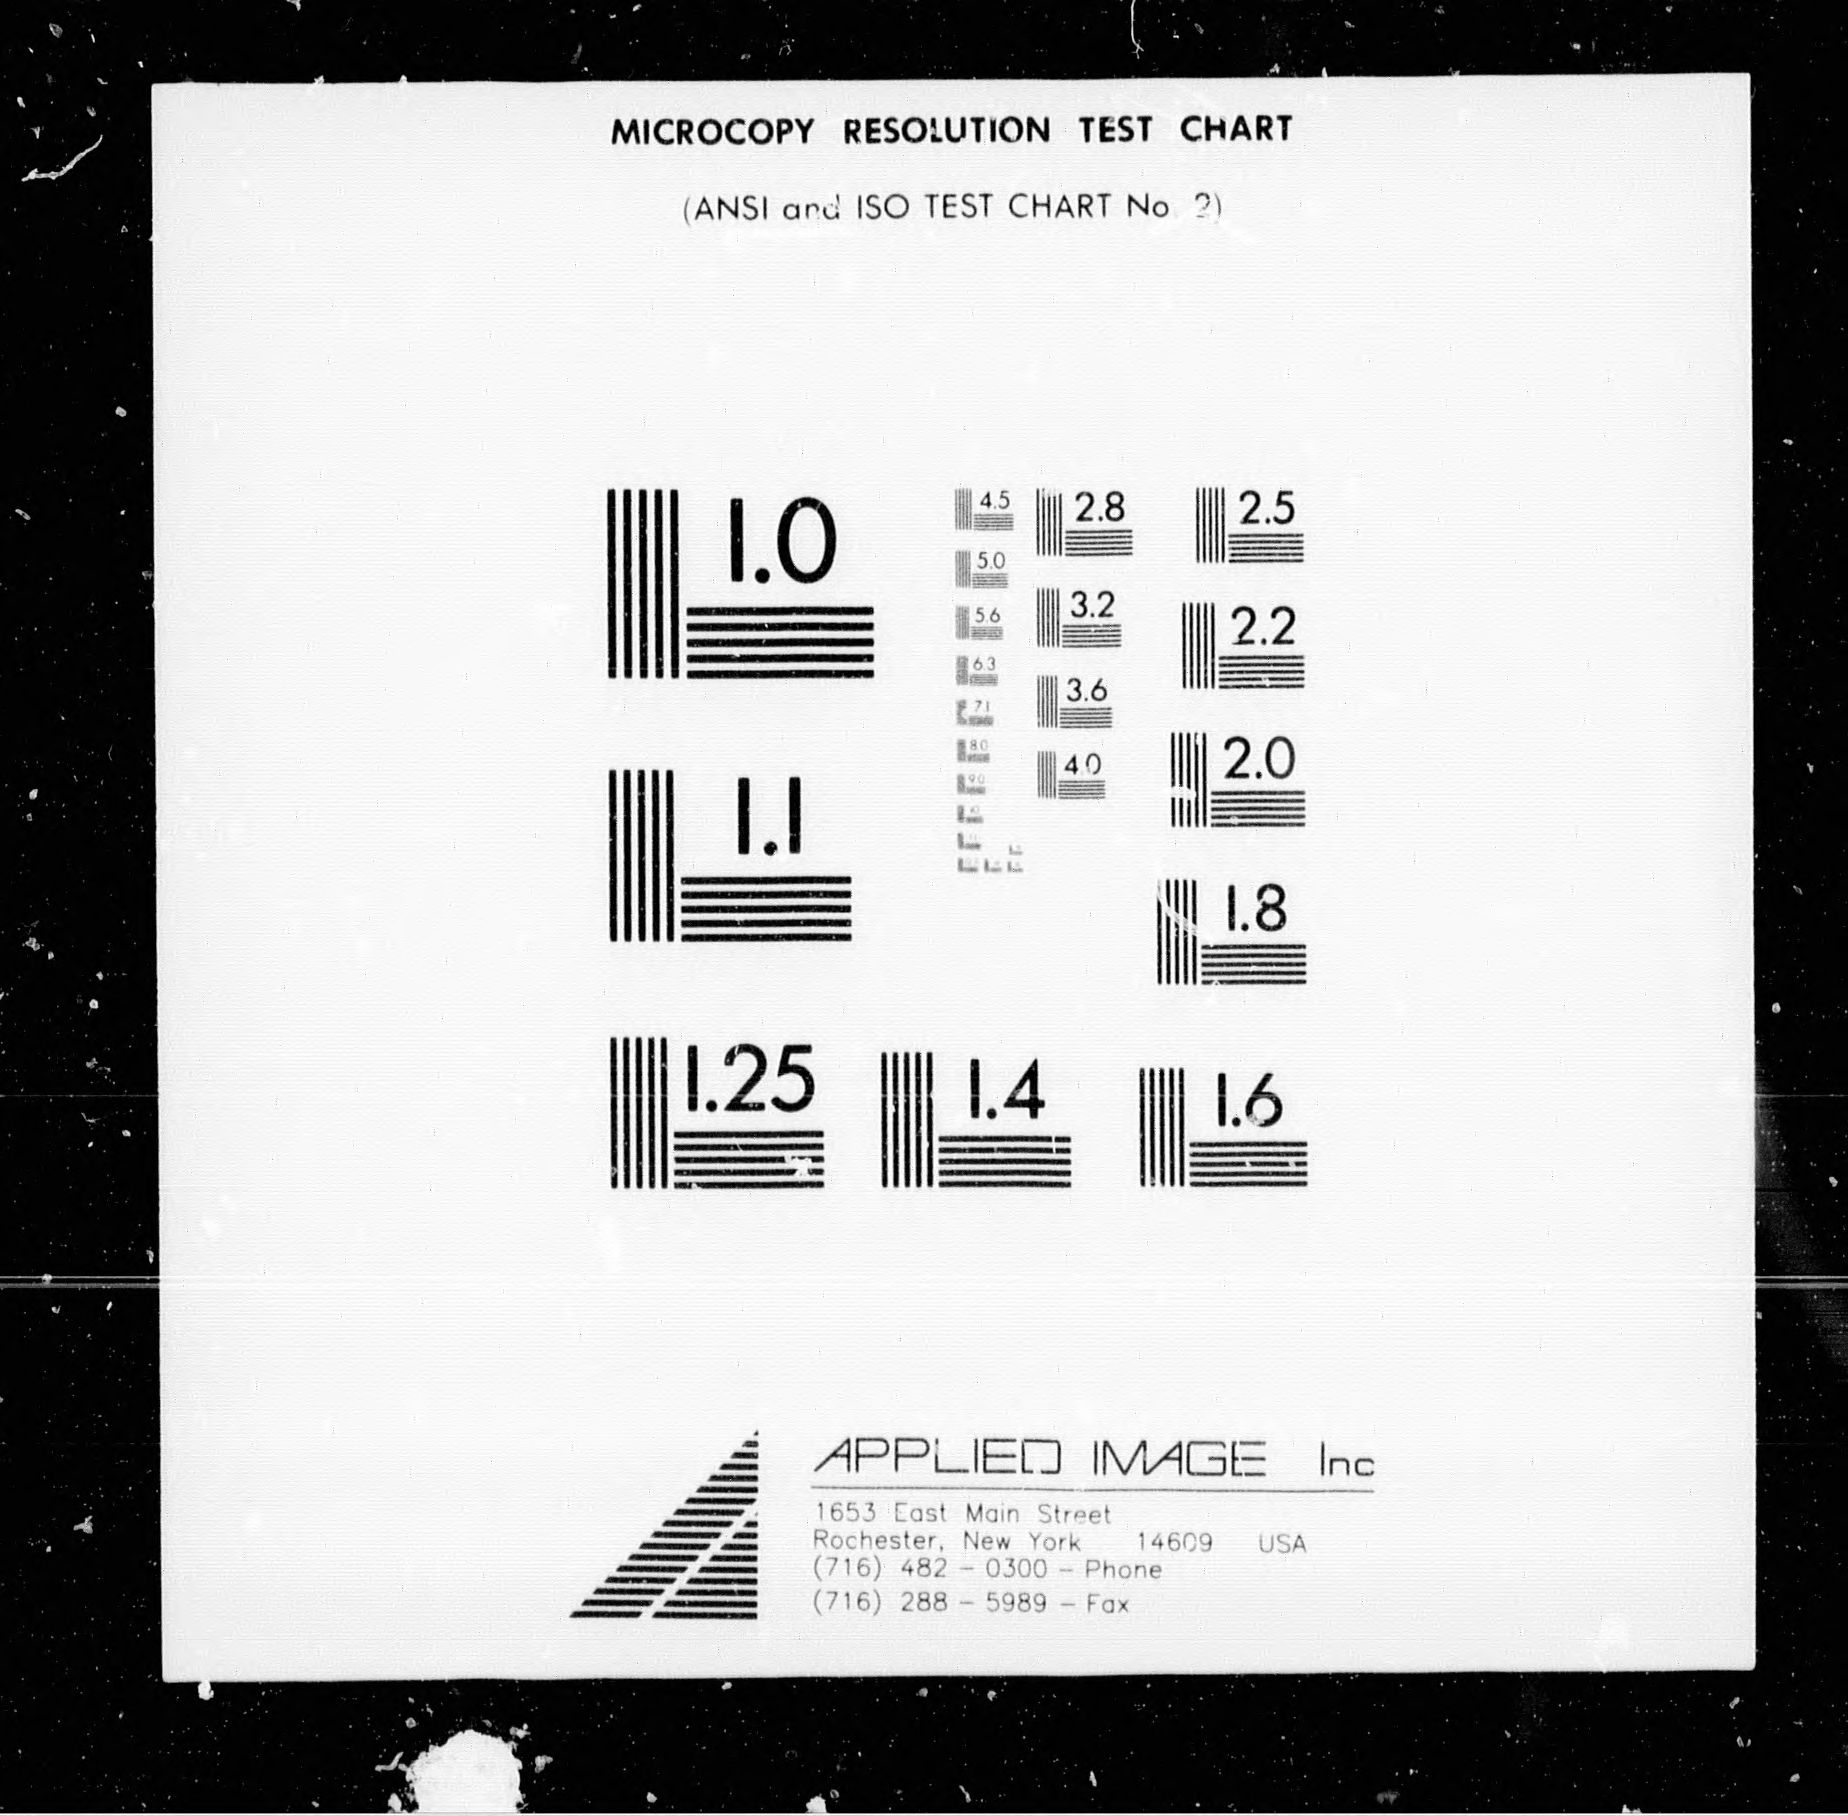 MICROCOPY RESOLUTION TEST CHART
(ANSI and ISO TEST CHART No 2)
1.0
1.1
1.25
1.4
1.6
1.8
2.0
2.2
2.5
2.8
3.2
3.6
4.0
4.5
5.0
5.6
6.3
7.1
8.0
9.0
APPLIED IMAGE Inc
1653 East Main Street
Rochester, New York 14609 USA
(716) 482 - 0300 - Phone
(716) 288 - 5989 - Fax